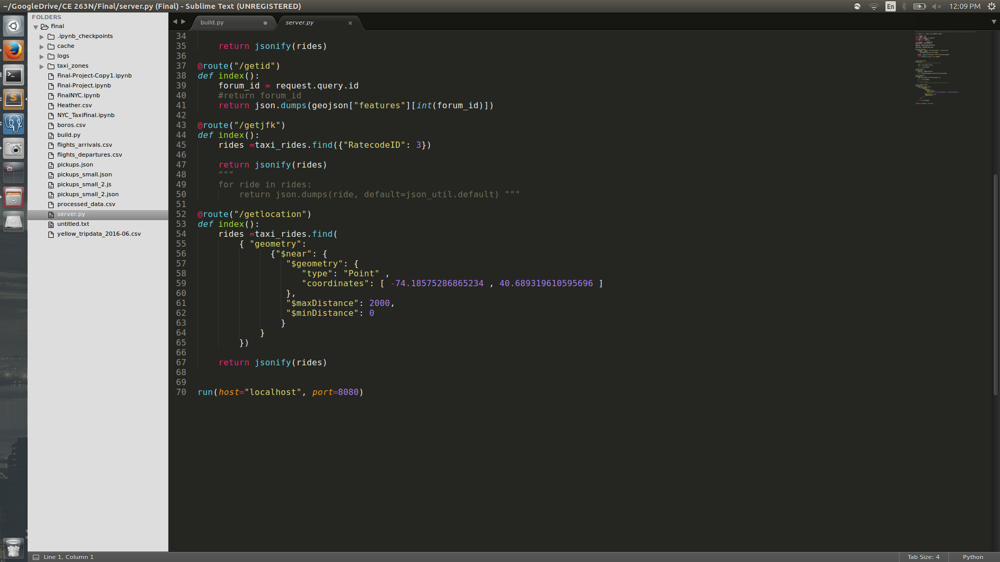 ~/GoogleDrive/CE 263N/Final/server.py (Final) - Sublime Text (UNREGISTERED)
En
12:09 PM
FOLDERS
Final
.ipynb_checkpoints
cache
logs
taxi_zones
Final-Project-Copy1.ipynb
Final-Project.ipynb
FinalNYC.ipynb
Heather.csv
NYC_TaxiFinal.ipynb
boros.csv
build.py
flights_arrivals.csv
flights_departures.csv
pickups.json
pickups_small.json
pickups_small_2.js
pickups_small_2.json
processed_data.csv
server.py
untitled.txt
yellow_tripdata_2016-06.csv
build.py
server.py
34
35     return jsonify(rides)
36
37 @route("/getid")
38 def index():
39     forum_id = request.query.id
40     #return forum_id
41     return json.dumps(geojson["features"][int(forum_id)])
42
43 @route("/getjfk")
44 def index():
45     rides =taxi_rides.find({"RatecodeID": 3})
46
47     return jsonify(rides)
48     """
49     for ride in rides:
50         return json.dumps(ride, default=json_util.default) """
51
52 @route("/getlocation")
53 def index():
54     rides =taxi_rides.find(
55         { "geometry":
56               {"$near": {
57                  "$geometry": {
58                     "type": "Point" ,
59                     "coordinates": [ -74.18575286865234 , 40.689319610595696 ]
60                  },
61                  "$maxDistance": 2000,
62                  "$minDistance": 0
63                 }
64             }
65         })
66
67     return jsonify(rides)
68
69
70 run(host="localhost", port=8080)
Line 1, Column 1
Tab Size: 4
Python